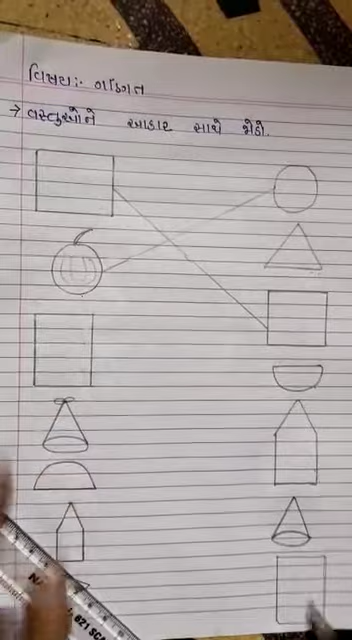 વિષય:- ગણિત
→ વસ્તુઓને આકાર સાથે જોડો.